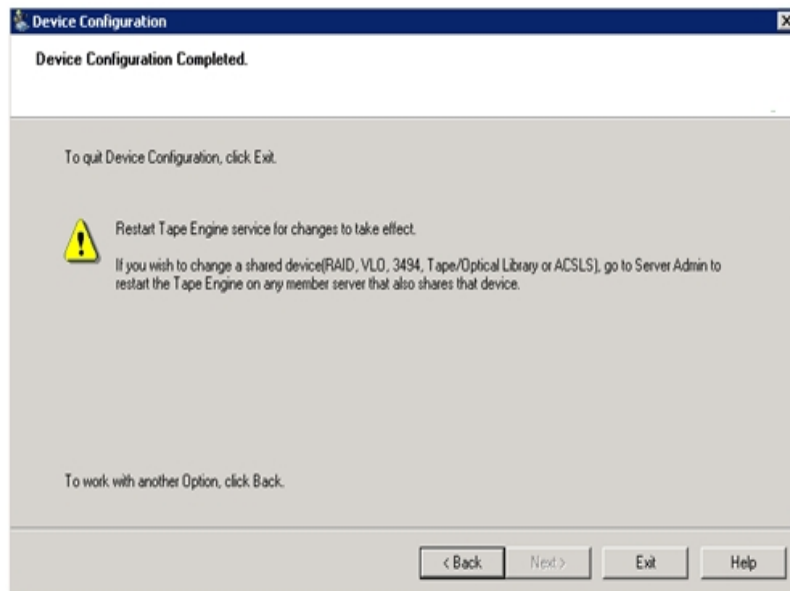 Device Configuration
Device Configuration Completed.
To quit Device Configuration, click Exit.
Restart Tape Engine service for changes to take effect.
If you wish to change a shared device(RAID, VLO, 3494, Tape/Optical Library or ACSLS), go to Server Admin to
restart the Tape Engine on any member server that also shares that device.
To work with another Option, click Back.
< Back
Next >
Exit
Help